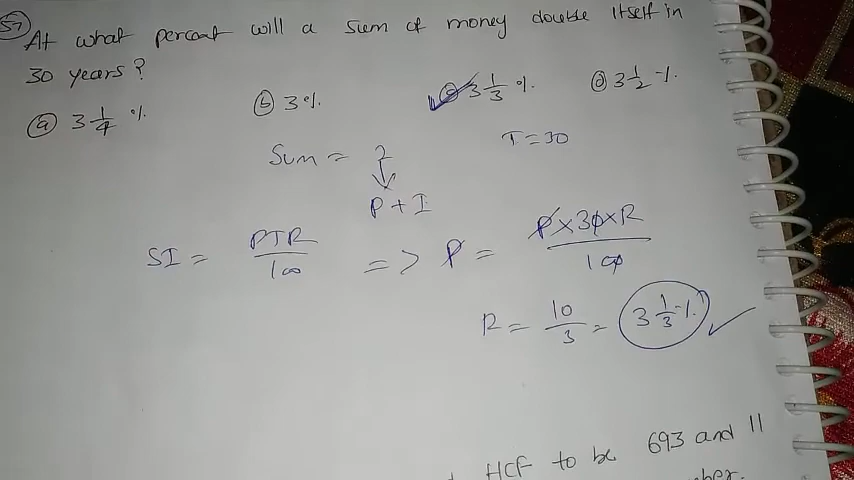 57 At what percent will a sum of money double itself in
30 years?
(a) 3 1/4 % (b) 3% (c) 3 1/3 % (d) 3 1/2 %
Sum = 2 T = 30
P + I
SI = PTR/100 => P = P×30×R/100
R = 10/3 = 3 1/3 %
HCF to be 693 and 11